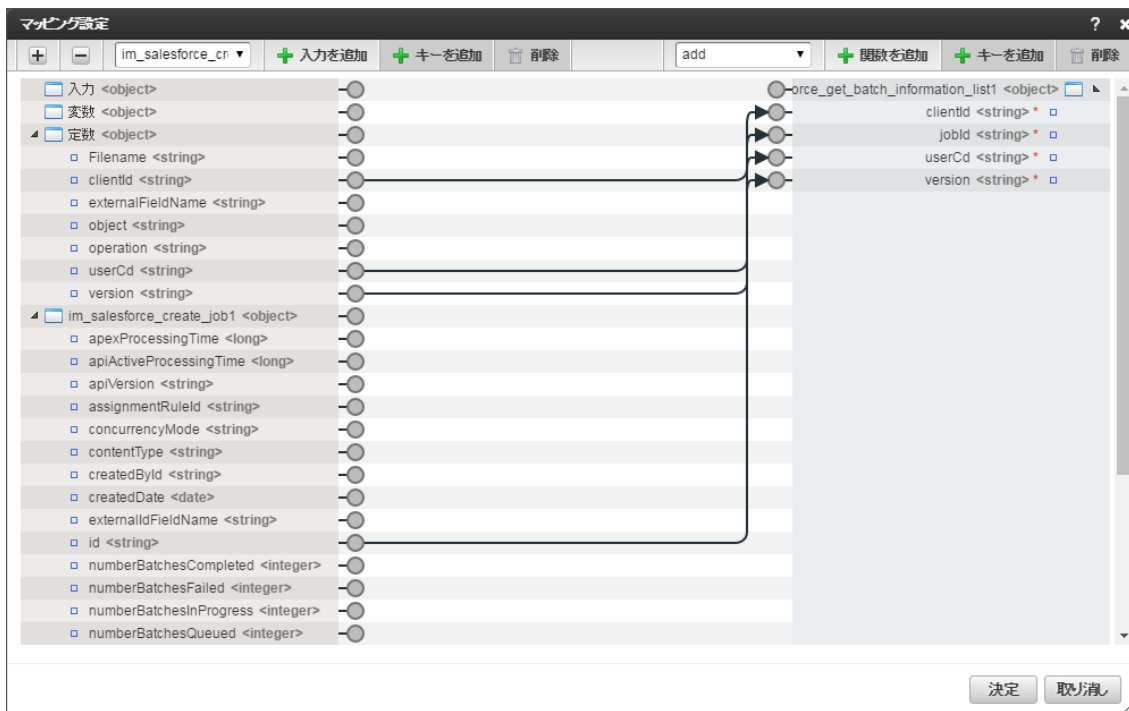 マッピング設定 ? ×
im_salesforce_cr ▼ 入力を追加 キーを追加 削除 add ▼ 関数を追加 キーを追加 削除
入力 <object> orce_get_batch_information_list1 <object>
変数 <object> clientId <string> *
定数 <object> jobId <string> *
Filename <string> userCd <string> *
clientId <string> version <string> *
externalFieldName <string>
object <string>
operation <string>
userCd <string>
version <string>
im_salesforce_create_job1 <object>
apexProcessingTime <long>
apiActiveProcessingTime <long>
apiVersion <string>
assignmentRuleId <string>
concurrencyMode <string>
contentType <string>
createdById <string>
createdDate <date>
externalIdFieldName <string>
id <string>
numberBatchesCompleted <integer>
numberBatchesFailed <integer>
numberBatchesInProgress <integer>
numberBatchesQueued <integer>
決定 取り消し